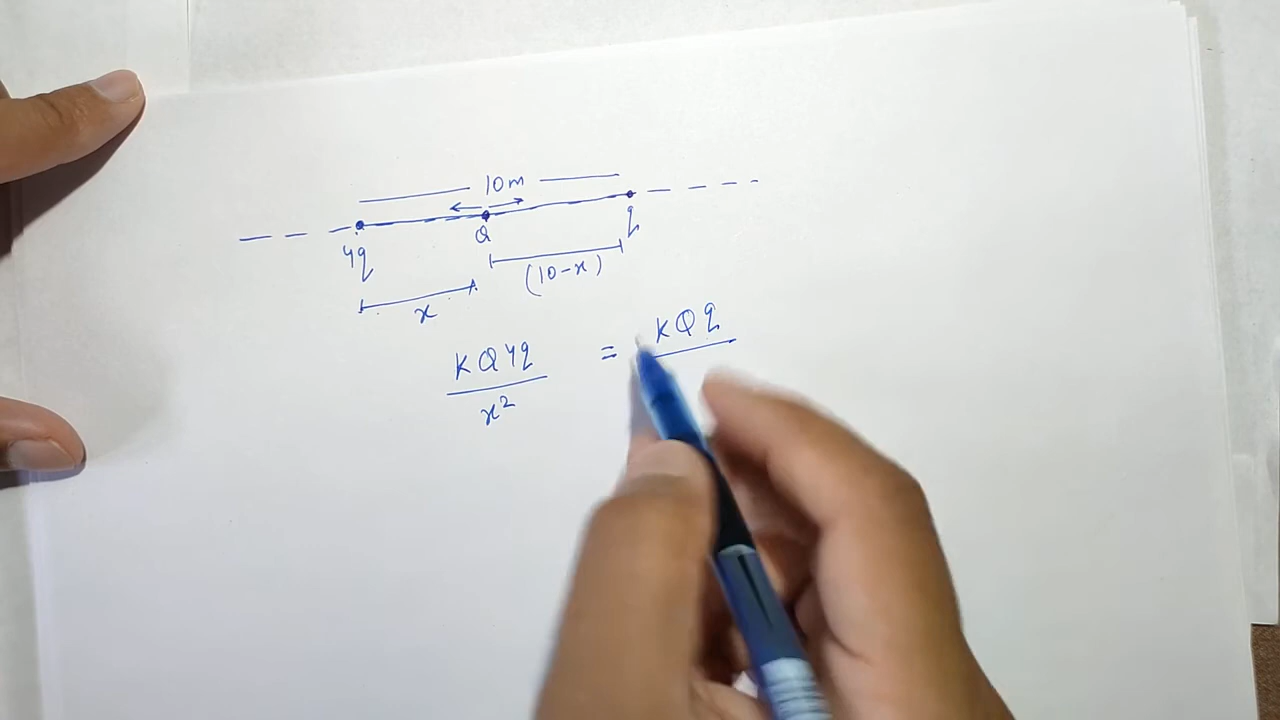 10m
4q Q q
x (10-x)
KQ4q = KQq
x²